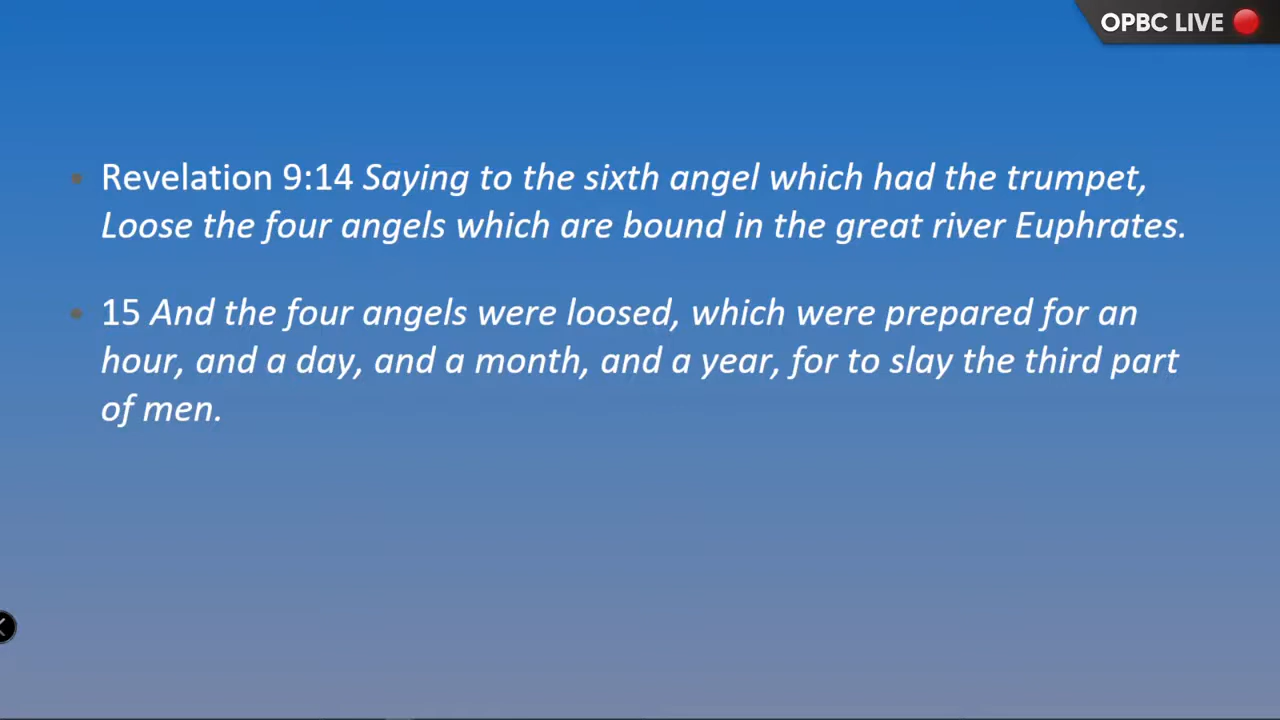 OPBC LIVE
• Revelation 9:14 Saying to the sixth angel which had the trumpet,
Loose the four angels which are bound in the great river Euphrates.
• 15 And the four angels were loosed, which were prepared for an
hour, and a day, and a month, and a year, for to slay the third part
of men.